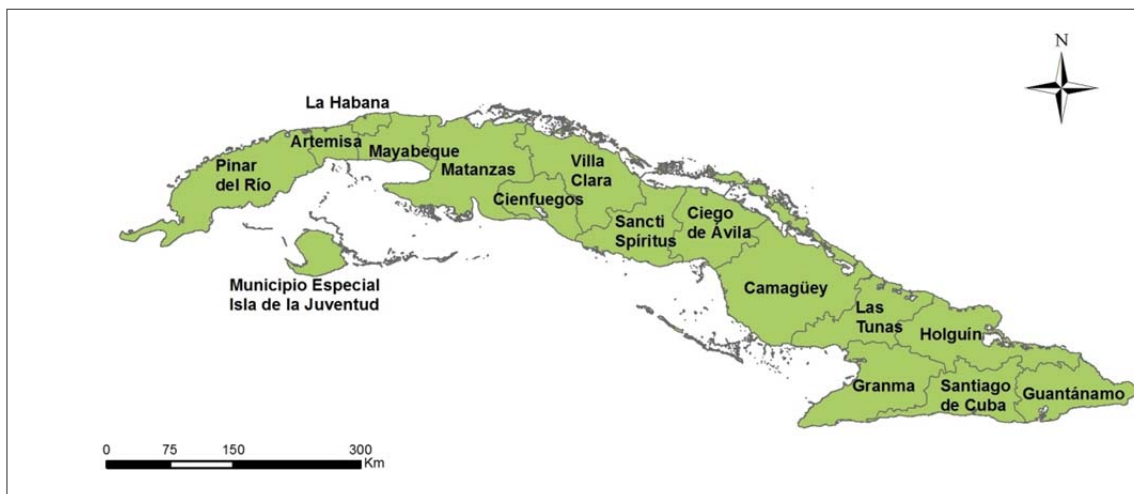 N
La Habana
Artemisa
Mayabeque
Pinar
del Río
Matanzas
Villa
Clara
Cienfuegos
Sancti
Spíritus
Ciego
de Ávila
Municipio Especial
Isla de la Juventud
Camagüey
Las
Tunas
Holguín
Granma
Santiago
de Cuba
Guantánamo
0 75 150 300
Km